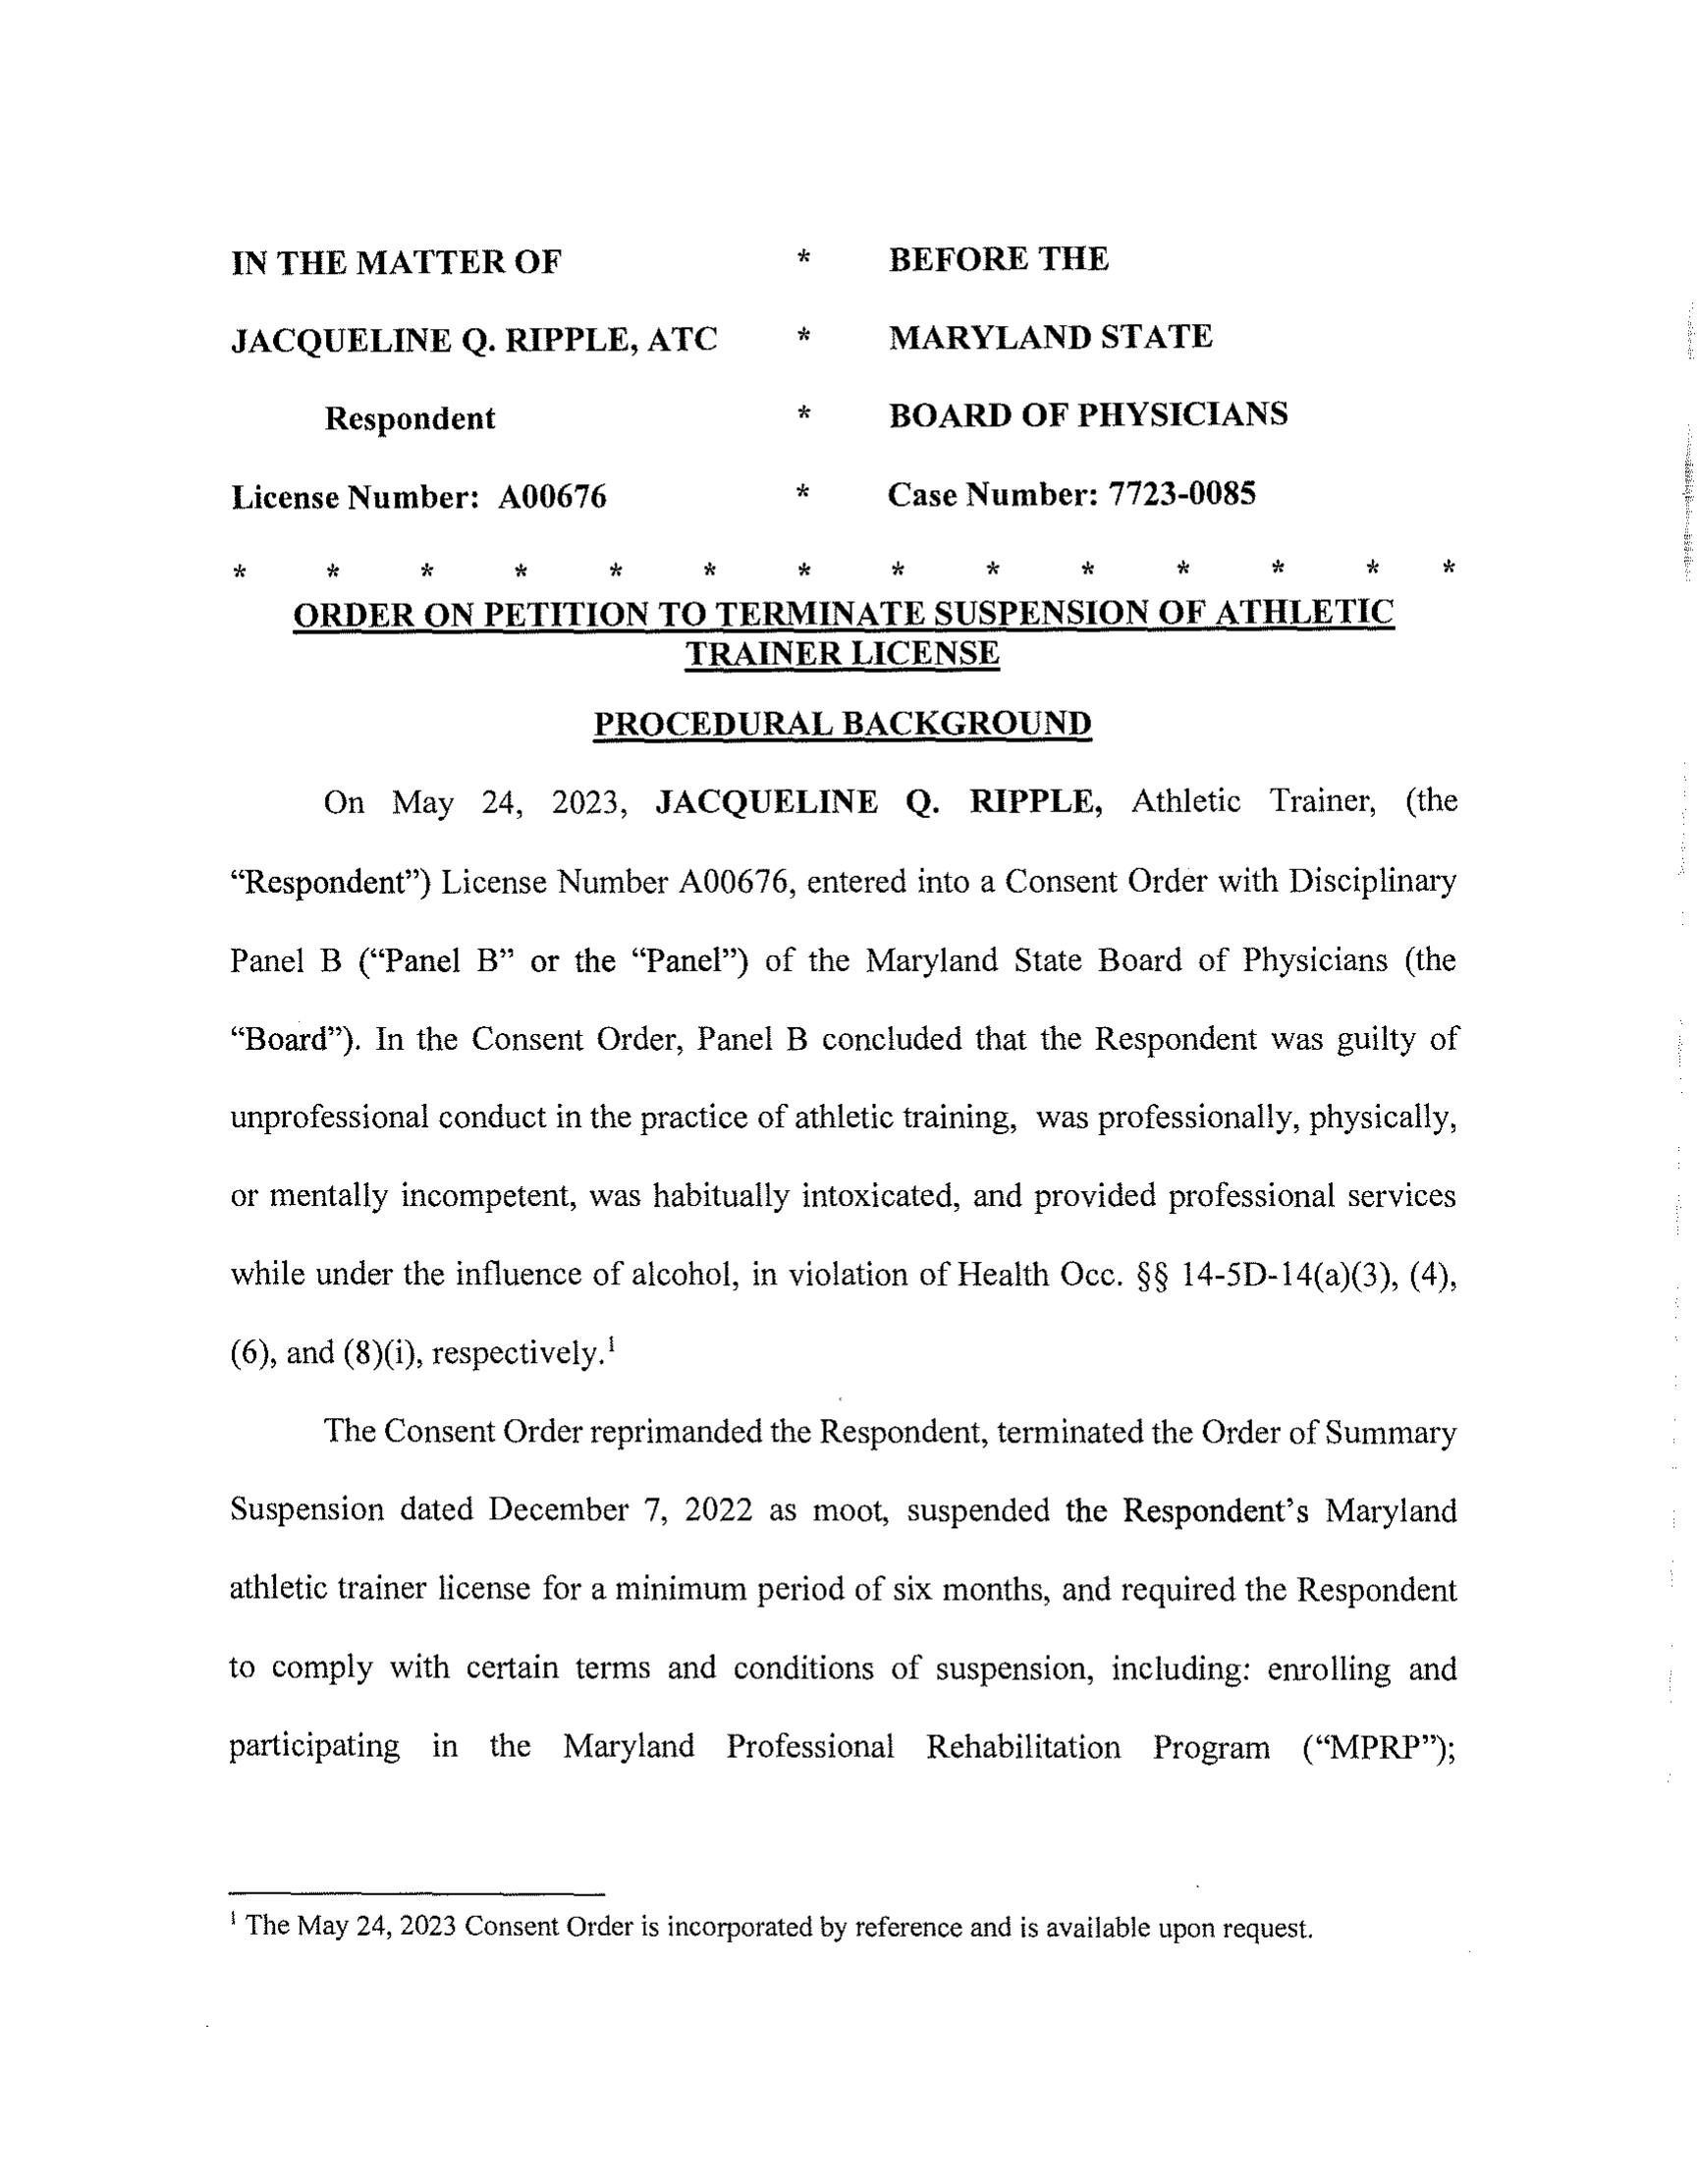 IN THE MATTER OF * BEFORE THE
JACQUELINE Q. RIPPLE, ATC * MARYLAND STATE
Respondent * BOARD OF PHYSICIANS
License Number: A00676 * Case Number: 7723-0085
* * * * * * * * * * * * * *
ORDER ON PETITION TO TERMINATE SUSPENSION OF ATHLETIC
TRAINER LICENSE
PROCEDURAL BACKGROUND
On May 24, 2023, JACQUELINE Q. RIPPLE, Athletic Trainer, (the
“Respondent”) License Number A00676, entered into a Consent Order with Disciplinary
Panel B (“Panel B” or the “Panel”) of the Maryland State Board of Physicians (the
“Board”). In the Consent Order, Panel B concluded that the Respondent was guilty of
unprofessional conduct in the practice of athletic training, was professionally, physically,
or mentally incompetent, was habitually intoxicated, and provided professional services
while under the influence of alcohol, in violation of Health Occ. §§ 14-5D-14(a)(3), (4),
(6), and (8)(i), respectively.¹
The Consent Order reprimanded the Respondent, terminated the Order of Summary
Suspension dated December 7, 2022 as moot, suspended the Respondent’s Maryland
athletic trainer license for a minimum period of six months, and required the Respondent
to comply with certain terms and conditions of suspension, including: enrolling and
participating in the Maryland Professional Rehabilitation Program (“MPRP”);
¹ The May 24, 2023 Consent Order is incorporated by reference and is available upon request.